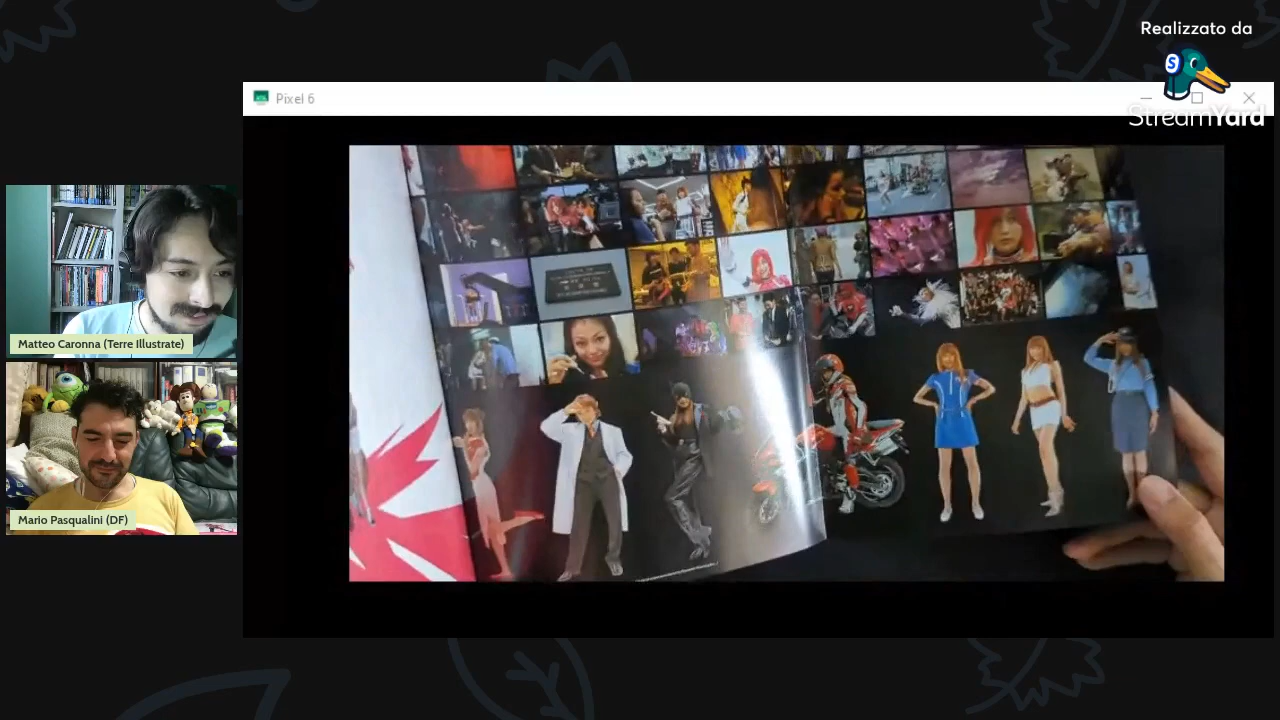 Realizzato da
StreamYard
Pixel 6
Matteo Caronna (Terre Illustrate)
Mario Pasqualini (DF)